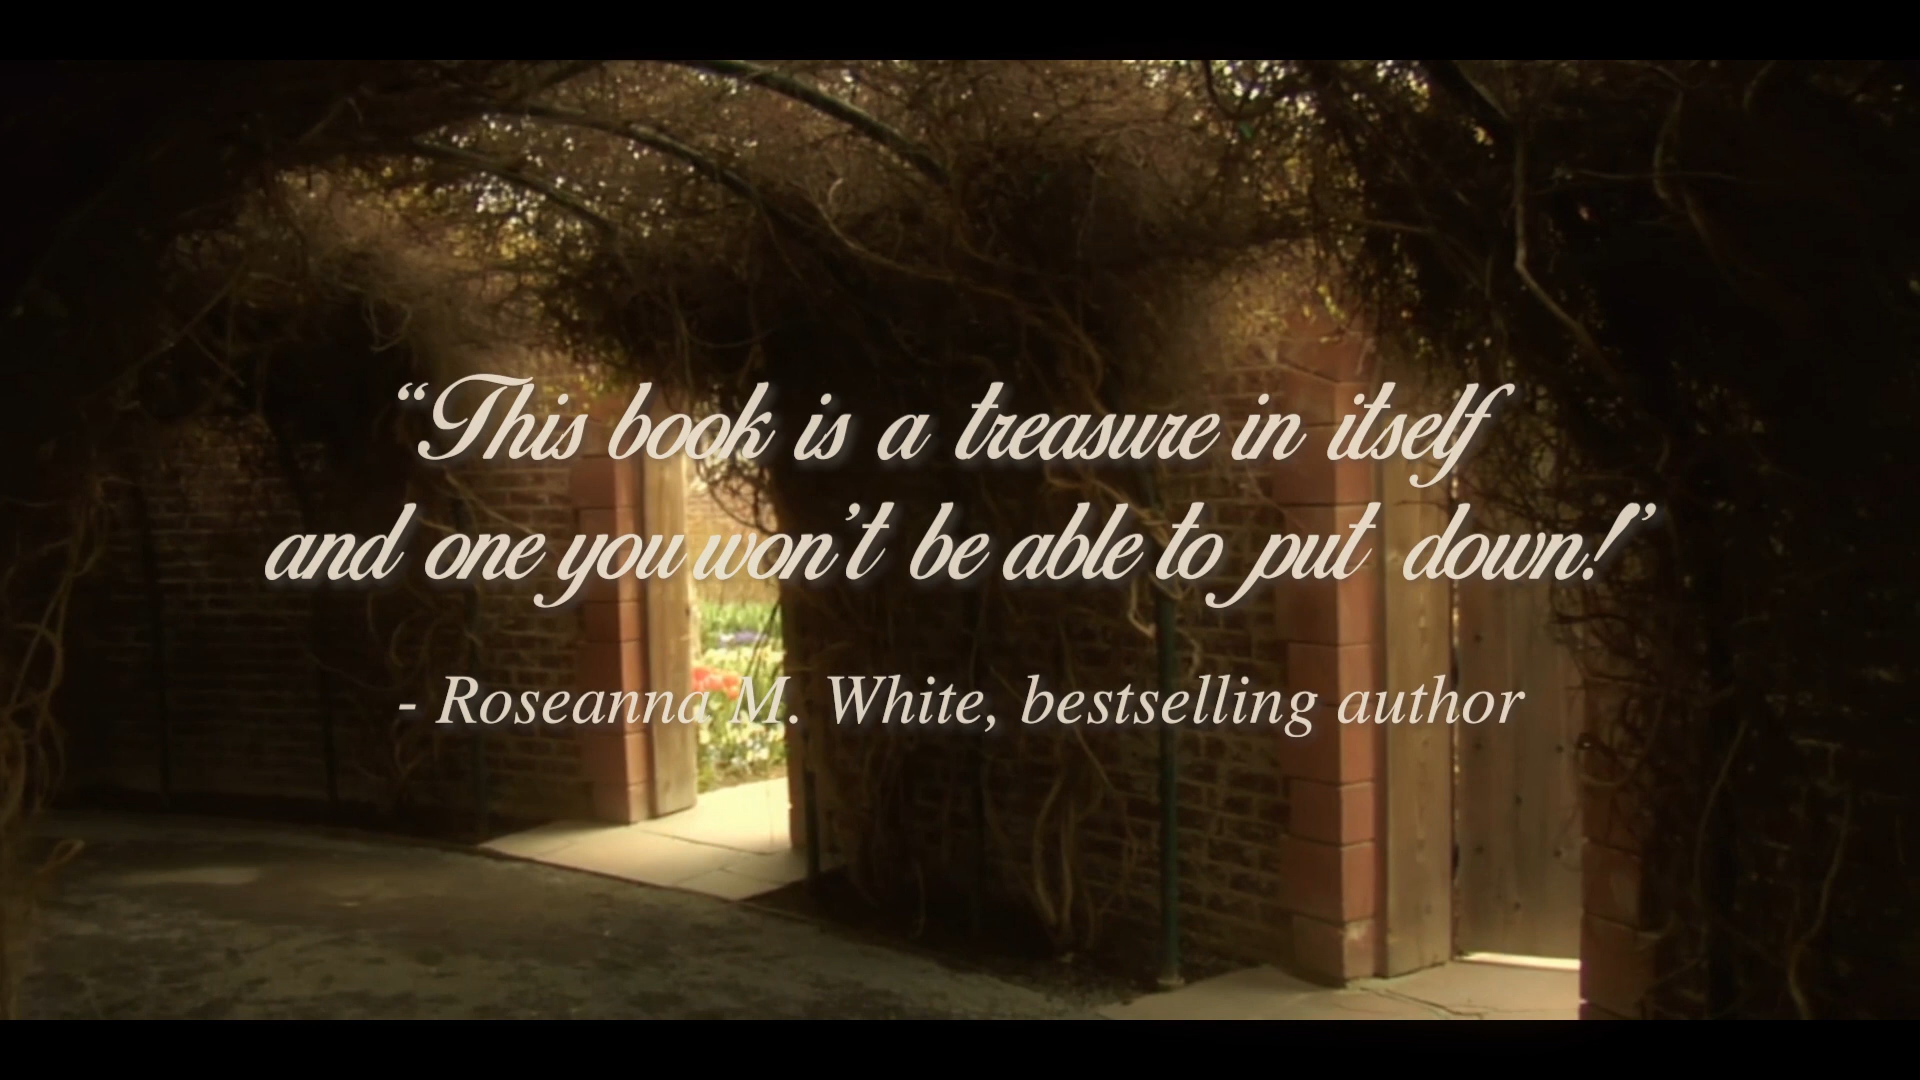 “This book is a treasure in itself
and one you won’t be able to put down!”
- Roseanna M. White, bestselling author